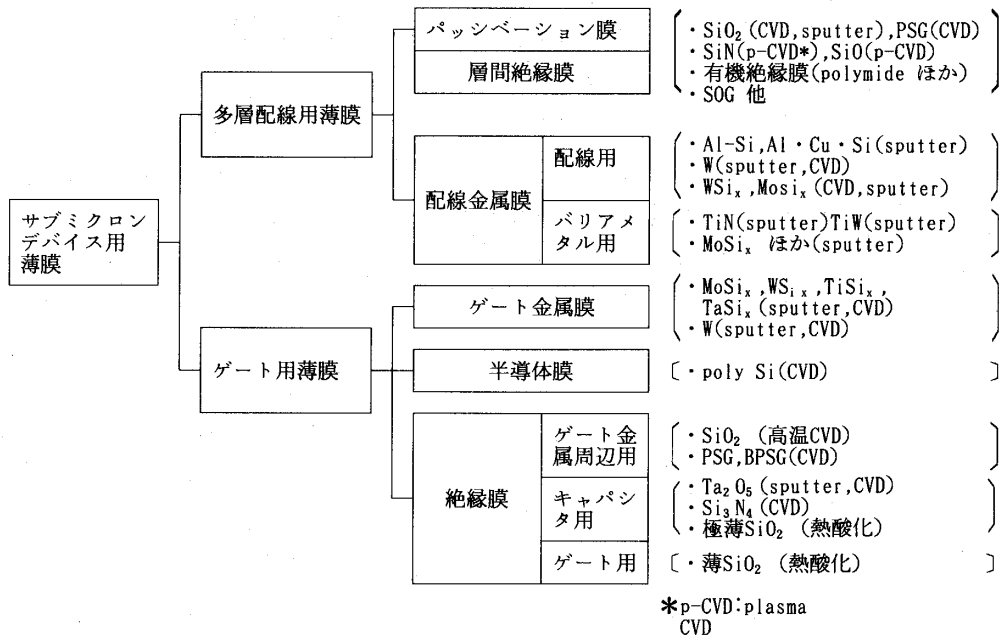 サブミクロン
デバイス用
薄膜
多層配線用薄膜
パッシベーション膜
層間絶縁膜
・SiO₂(CVD,sputter),PSG(CVD)
・SiN(p-CVD*),SiO(p-CVD)
・有機絶縁膜(polymide ほか)
・SOG 他
配線金属膜
配線用
・Al-Si,Al・Cu・Si(sputter)
・W(sputter,CVD)
・WSiₓ,Mosiₓ(CVD,sputter)
バリアメ
タル用
・TiN(sputter)TiW(sputter)
・MoSiₓ ほか(sputter)
ゲート用薄膜
ゲート金属膜
・MoSiₓ,WSᵢₓ,TiSiₓ,
TaSiₓ(sputter,CVD)
・W(sputter,CVD)
半導体膜
〔・poly Si(CVD) 〕
絶縁膜
ゲート金
属周辺用
・SiO₂ (高温CVD)
・PSG,BPSG(CVD)
キャパシ
タ用
・Ta₂O₅(sputter,CVD)
・Si₃N₄(CVD)
・極薄SiO₂ (熱酸化)
ゲート用
〔・薄SiO₂ (熱酸化) 〕
*p-CVD:plasma
CVD